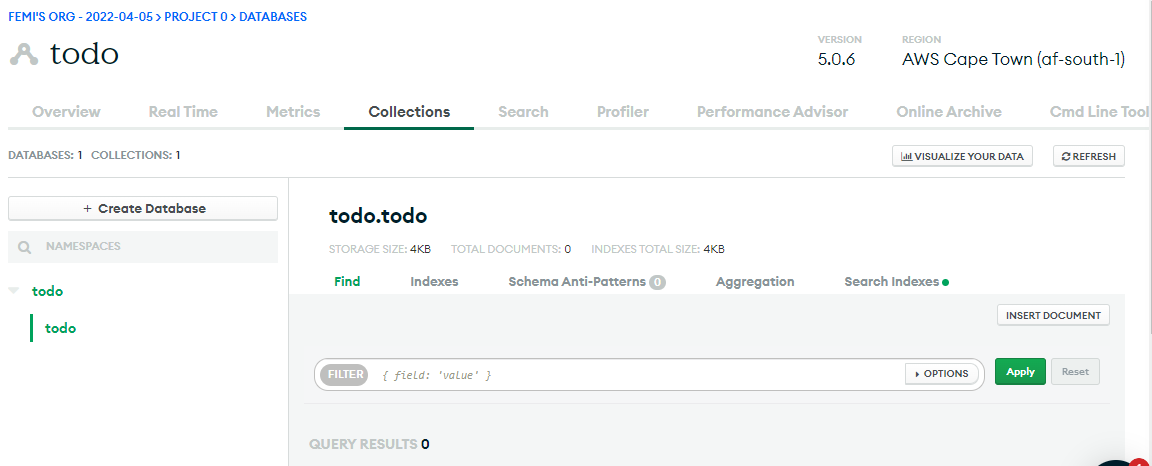 FEMI'S ORG - 2022-04-05 > PROJECT 0 > DATABASES
todo
VERSION
5.0.6
REGION
AWS Cape Town (af-south-1)
Overview Real Time Metrics Collections Search Profiler Performance Advisor Online Archive Cmd Line Tool
DATABASES: 1 COLLECTIONS: 1
VISUALIZE YOUR DATA
REFRESH
+ Create Database
NAMESPACES
todo
todo
todo.todo
STORAGE SIZE: 4KB TOTAL DOCUMENTS: 0 INDEXES TOTAL SIZE: 4KB
Find Indexes Schema Anti-Patterns 0 Aggregation Search Indexes
INSERT DOCUMENT
FILTER { field: 'value' } OPTIONS Apply Reset
QUERY RESULTS 0